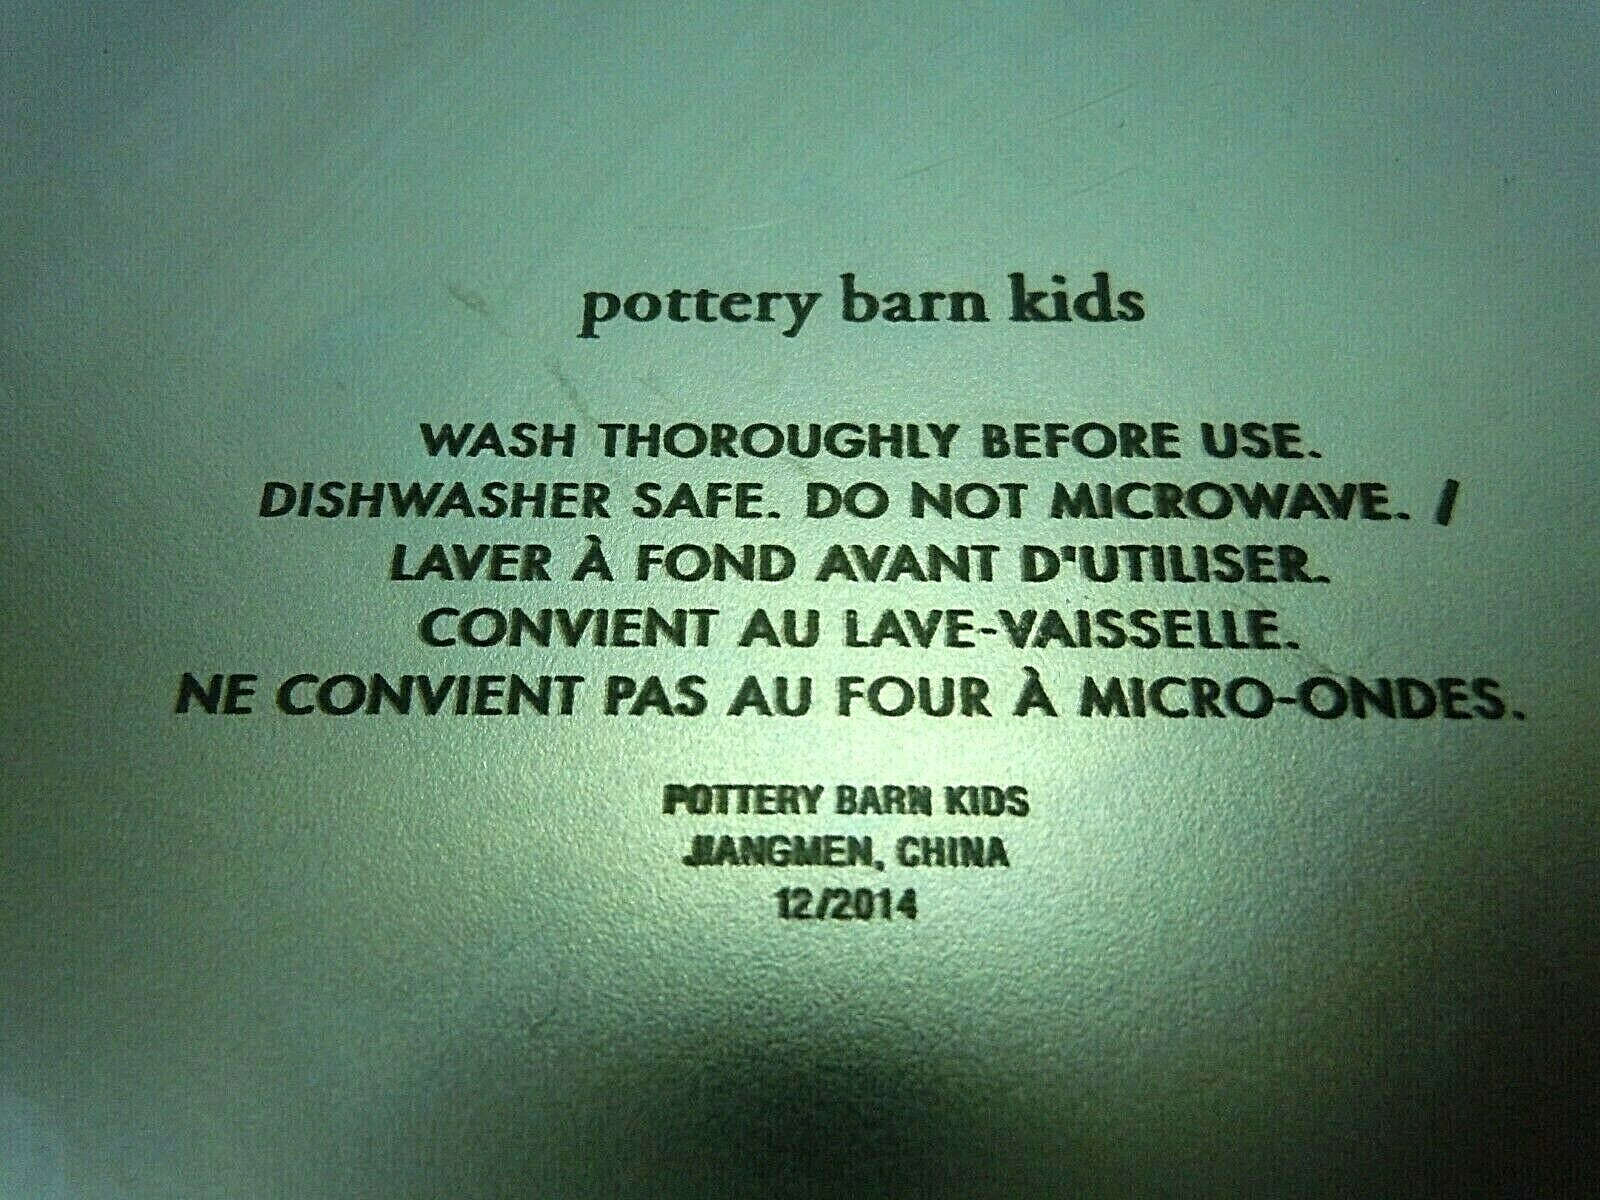 pottery barn kids
WASH THOROUGHLY BEFORE USE.
DISHWASHER SAFE. DO NOT MICROWAVE. /
LAVER À FOND AVANT D'UTILISER.
CONVIENT AU LAVE-VAISSELLE.
NE CONVIENT PAS AU FOUR À MICRO-ONDES.
POTTERY BARN KIDS
JIANGMEN, CHINA
12/2014